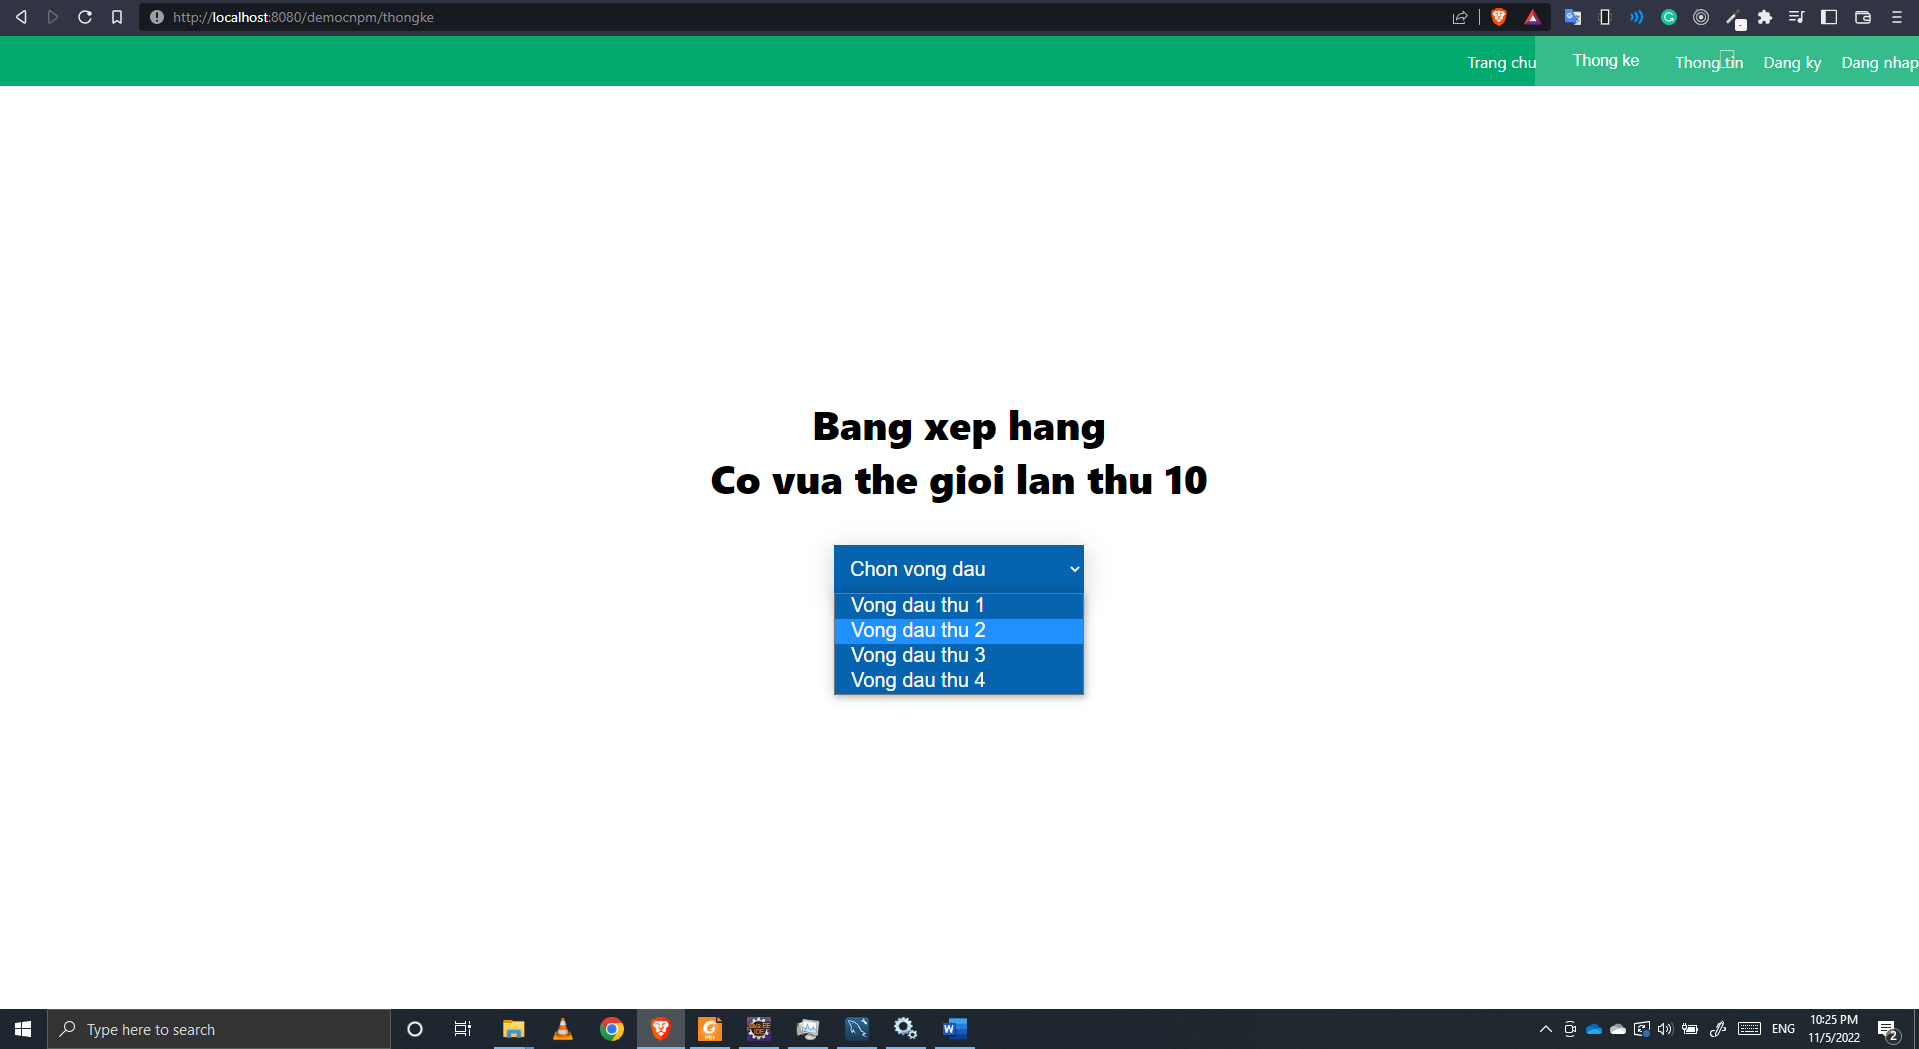 http://localhost:8080/democnpm/thongke
Trang chu Thong ke Thong tin Dang ky Dang nhap
Bang xep hang
Co vua the gioi lan thu 10
Chon vong dau
Vong dau thu 1
Vong dau thu 2
Vong dau thu 3
Vong dau thu 4
Type here to search
ENG
10:25 PM
11/5/2022
2